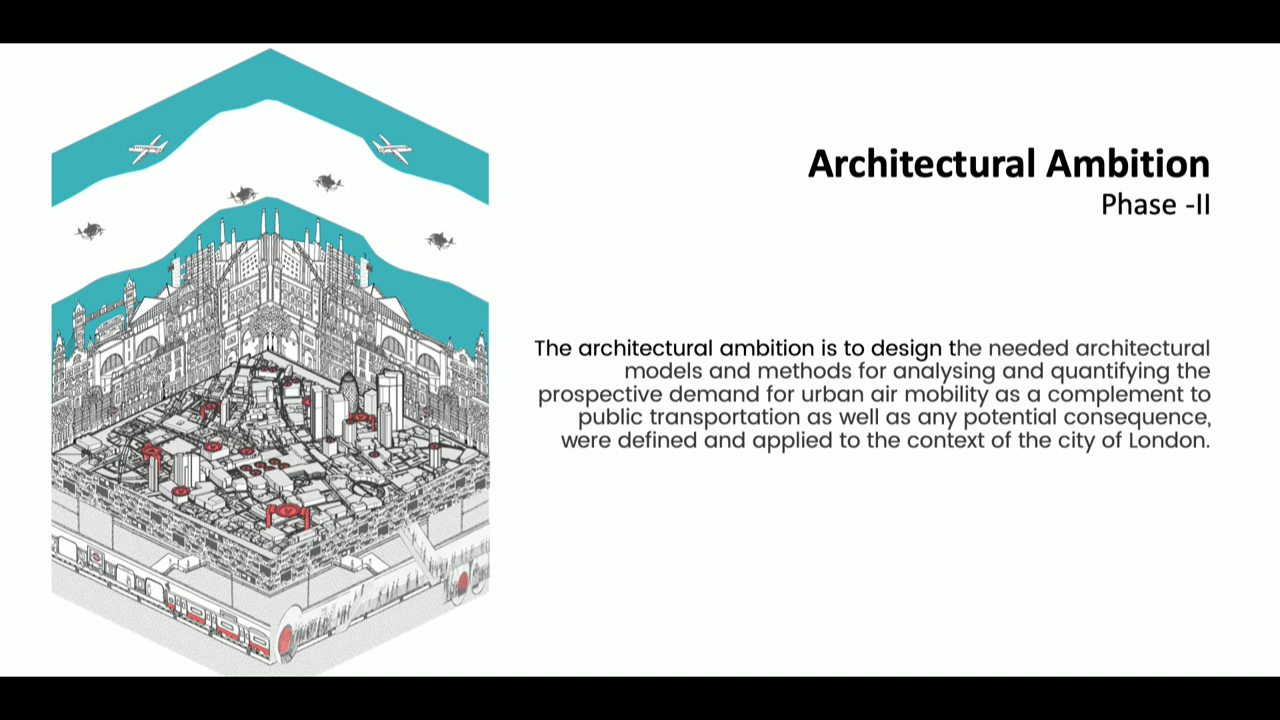 Architectural Ambition
Phase -II
The architectural ambition is to design the needed architectural
models and methods for analysing and quantifying the
prospective demand for urban air mobility as a complement to
public transportation as well as any potential consequence,
were defined and applied to the context of the city of London.